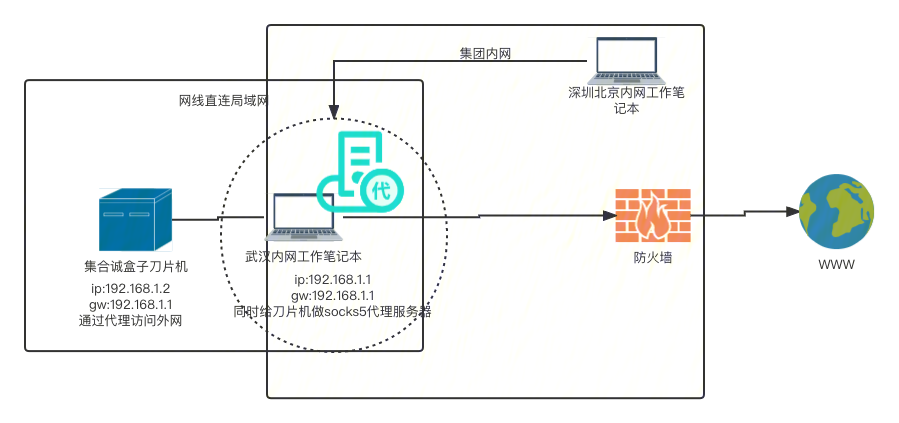 集团内网
深圳北京内网工作笔
记本
网线直连局域网
代
武汉内网工作笔记本
ip:192.168.1.1
gw:192.168.1.1
同时给刀片机做socks5代理服务器
集合诚盒子刀片机
ip:192.168.1.2
gw:192.168.1.1
通过代理访问外网
防火墙
WWW